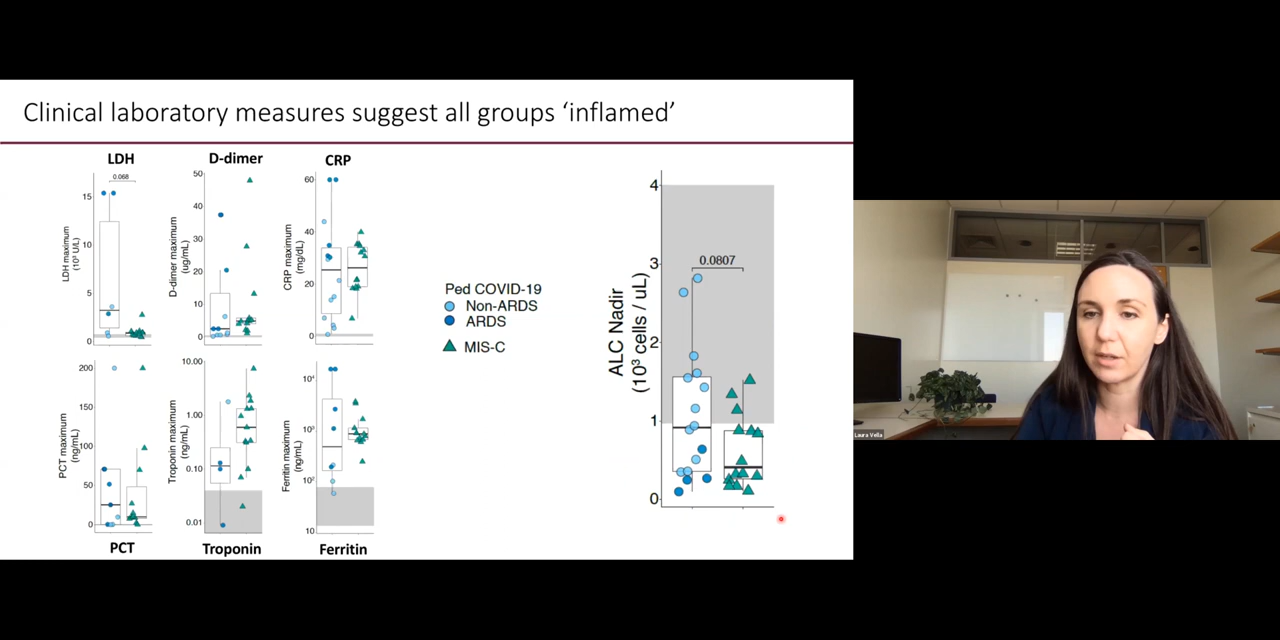 Clinical laboratory measures suggest all groups ‘inflamed’
LDH
D-dimer
CRP
0.068
LDH maximum
(10³ U/L)
15
10
5
0
D-dimer maximum
(ug/mL)
50
40
30
20
10
0
CRP maximum
(mg/dL)
60
40
20
0
PCT maximum
(ng/mL)
200
150
100
50
0
Troponin maximum
(ng/mL)
10.00
1.00
0.10
0.01
Ferritin maximum
(ng/mL)
10⁴
10³
10²
10
PCT
Troponin
Ferritin
Ped COVID-19
Non-ARDS
ARDS
MIS-C
ALC Nadir
(10³ cells / uL)
4
3
2
1
0
0.0807
Laura Vella